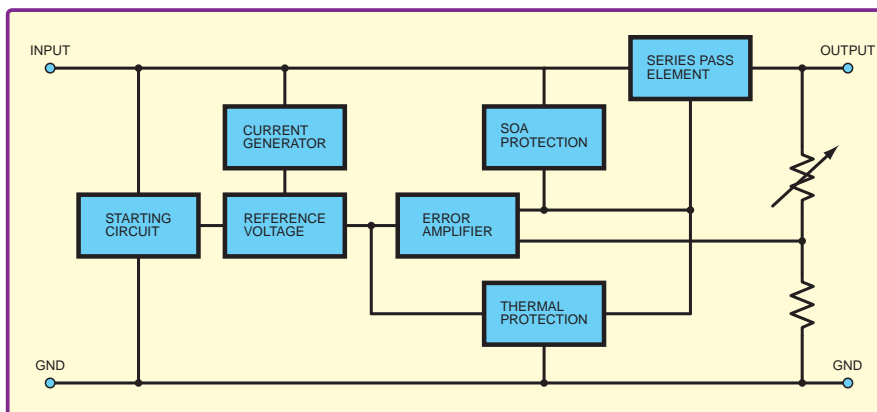 INPUT
SERIES PASS
ELEMENT
OUTPUT
CURRENT
GENERATOR
SOA
PROTECTION
STARTING
CIRCUIT
REFERENCE
VOLTAGE
ERROR
AMPLIFIER
THERMAL
PROTECTION
GND
GND